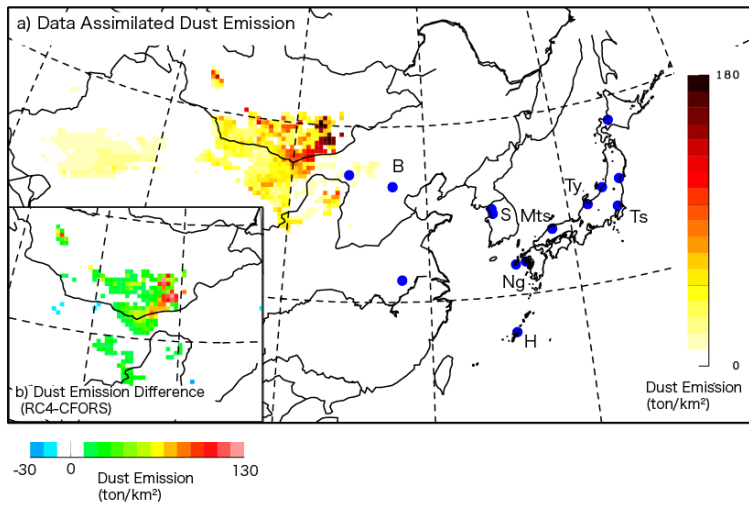 a) Data Assimilated Dust Emission
180
B
Ty.
S
Mts
Ts
Ng
H
0
Dust Emission
(ton/km²)
b) Dust Emission Difference
(RC4-CFORS)
-30
0
130
Dust Emission
(ton/km²)